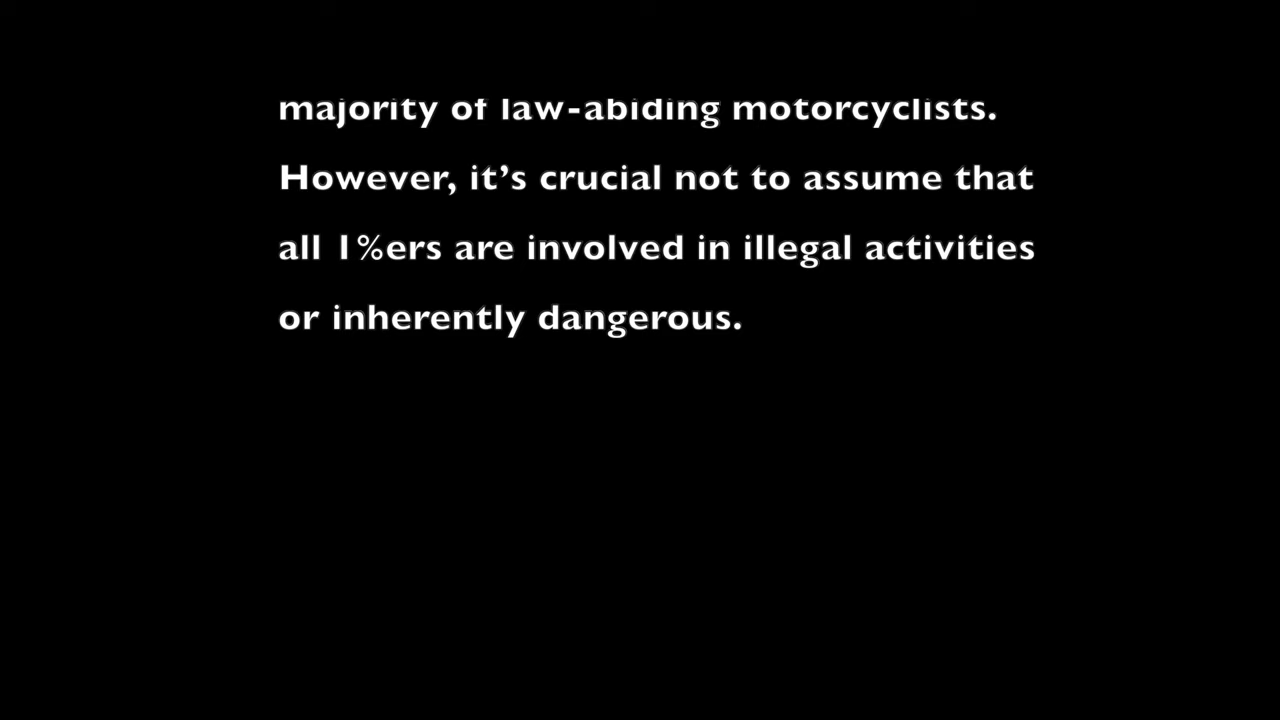 majority of law-abiding motorcyclists.
However, it’s crucial not to assume that
all 1%ers are involved in illegal activities
or inherently dangerous.